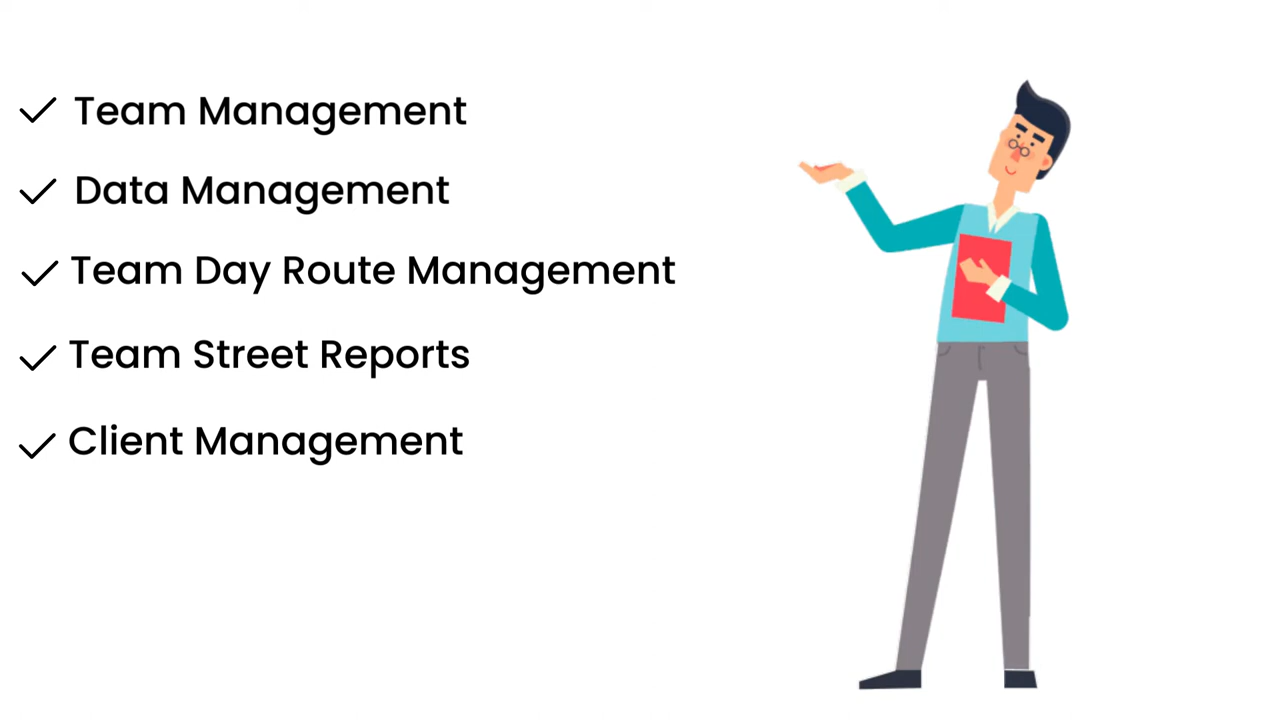 Team Management
Data Management
Team Day Route Management
Team Street Reports
Client Management